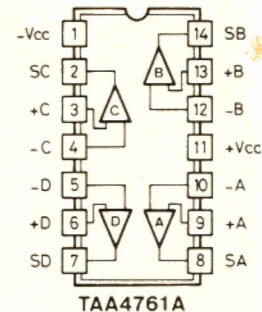 -Vcc 1 14 SB
SC 2 B 13 +B
+C 3 C 12 -B
-C 4 11 +Vcc
-D 5 10 -A
+D 6 D A 9 +A
SD 7 8 SA
TAA4761A